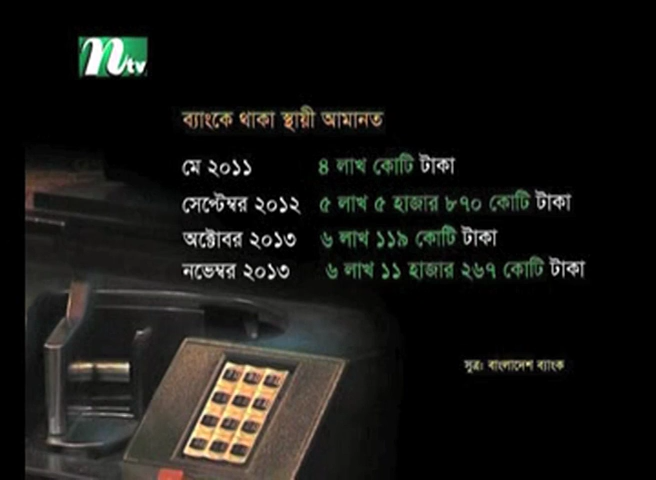 ntv
ব্যাংকে থাকা স্থায়ী আমানত
মে ২০১১ ৪ লাখ কোটি টাকা
সেপ্টেম্বর ২০১২ ৫ লাখ ৫ হাজার ৮৭০ কোটি টাকা
অক্টোবর ২০১৩ ৬ লাখ ১১৯ কোটি টাকা
নভেম্বর ২০১৩ ৬ লাখ ১১ হাজার ২৬৭ কোটি টাকা
সুত্র: বাংলাদেশ ব্যাংক